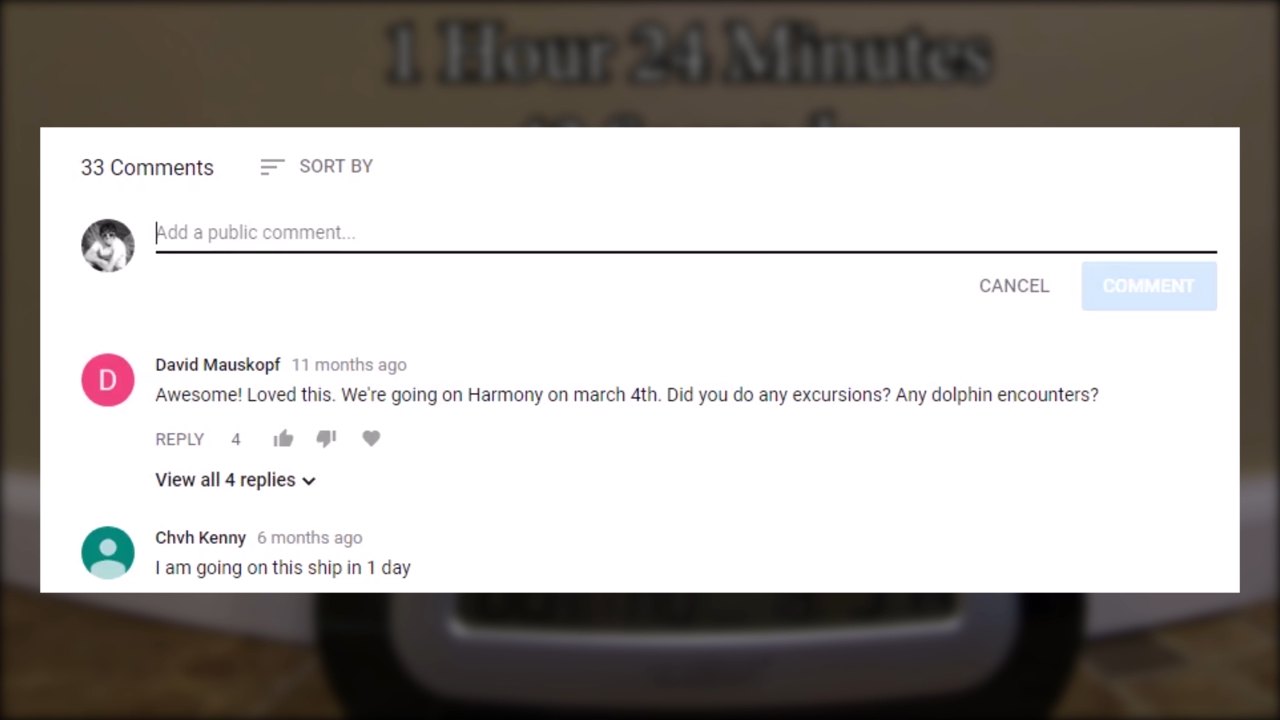 1 Hour 24 Minutes
33 Comments SORT BY
Add a public comment...
CANCEL COMMENT
David Mauskopf 11 months ago
Awesome! Loved this. We're going on Harmony on march 4th. Did you do any excursions? Any dolphin encounters?
REPLY 4
View all 4 replies
Chvh Kenny 6 months ago
I am going on this ship in 1 day